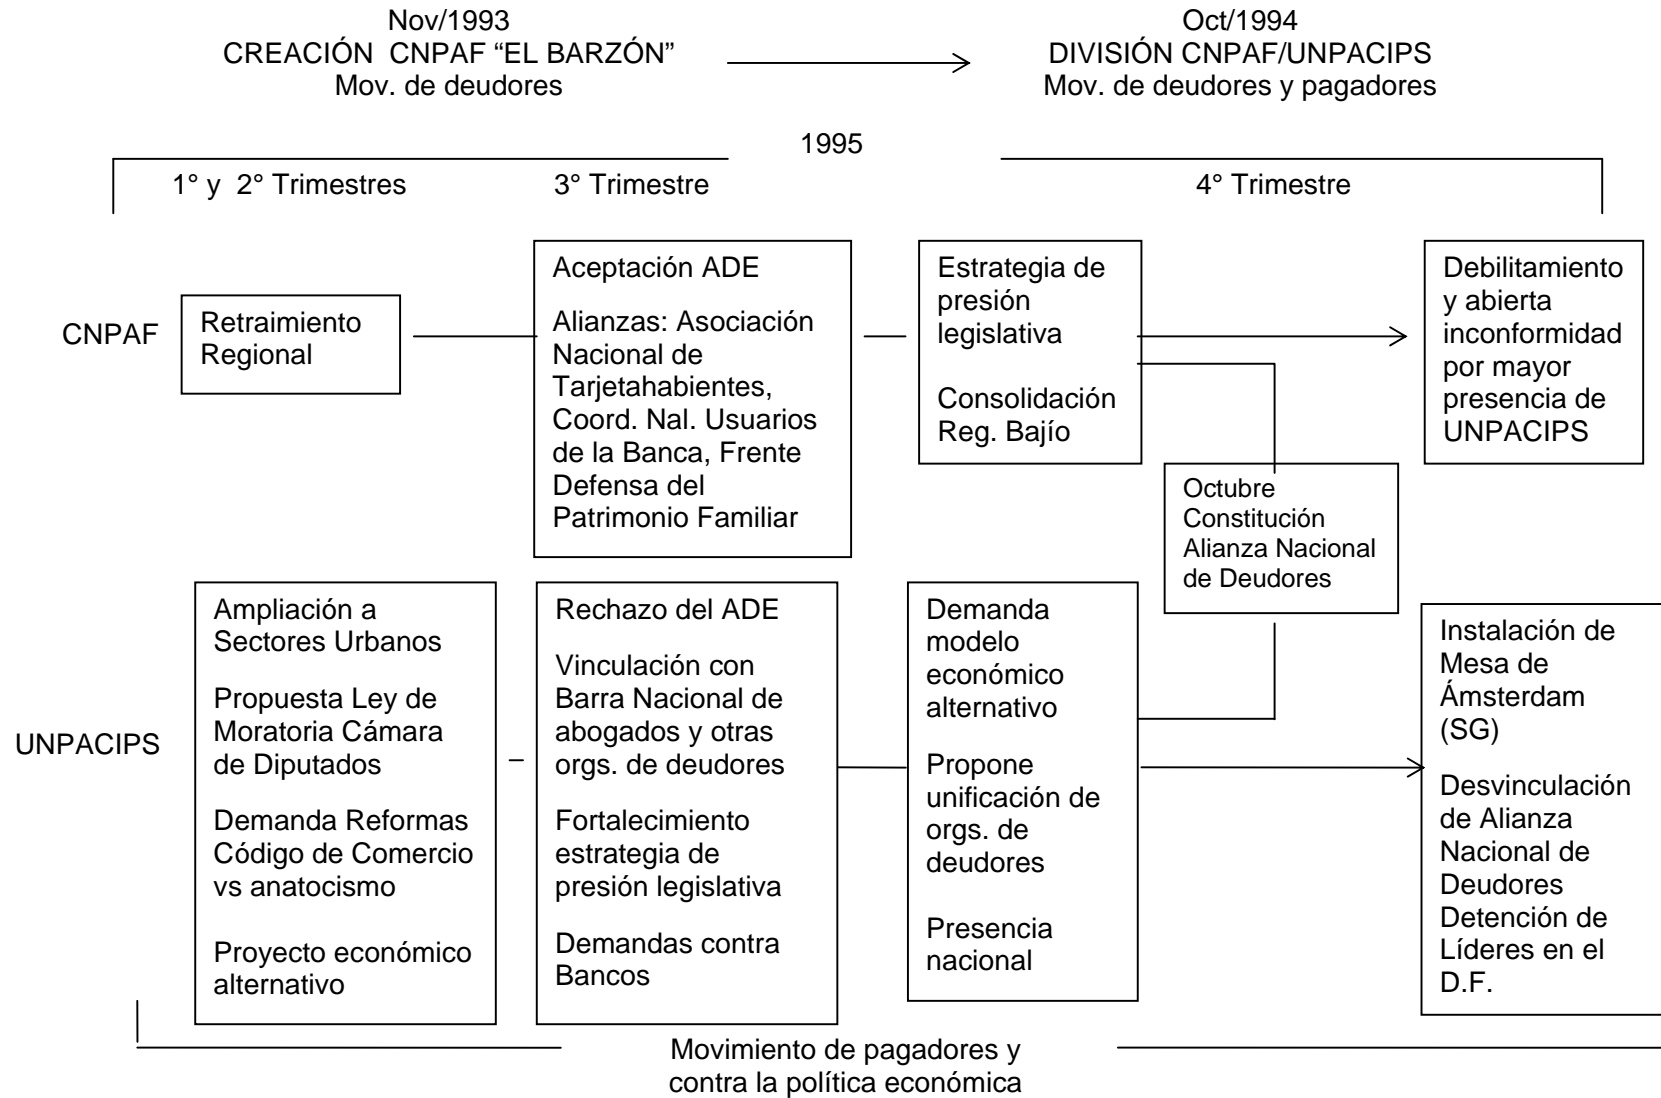 Nov/1993
CREACIÓN CNPAF “EL BARZÓN”
Mov. de deudores
Oct/1994
DIVISIÓN CNPAF/UNPACIPS
Mov. de deudores y pagadores
1995
1° y 2° Trimestres
3° Trimestre
4° Trimestre
CNPAF
Retraimiento
Regional
Aceptación ADE
Alianzas: Asociación
Nacional de
Tarjetahabientes,
Coord. Nal. Usuarios
de la Banca, Frente
Defensa del
Patrimonio Familiar
Estrategia de
presión
legislativa
Consolidación
Reg. Bajío
Debilitamiento
y abierta
inconformidad
por mayor
presencia de
UNPACIPS
Octubre
Constitución
Alianza Nacional
de Deudores
UNPACIPS
Ampliación a
Sectores Urbanos
Propuesta Ley de
Moratoria Cámara
de Diputados
Demanda Reformas
Código de Comercio
vs anatocismo
Proyecto económico
alternativo
Rechazo del ADE
Vinculación con
Barra Nacional de
abogados y otras
orgs. de deudores
Fortalecimiento
estrategia de
presión legislativa
Demandas contra
Bancos
Demanda
modelo
económico
alternativo
Propone
unificación de
orgs. de
deudores
Presencia
nacional
Instalación de
Mesa de
Ámsterdam
(SG)
Desvinculación
de Alianza
Nacional de
Deudores
Detención de
Líderes en el
D.F.
Movimiento de pagadores y
contra la política económica